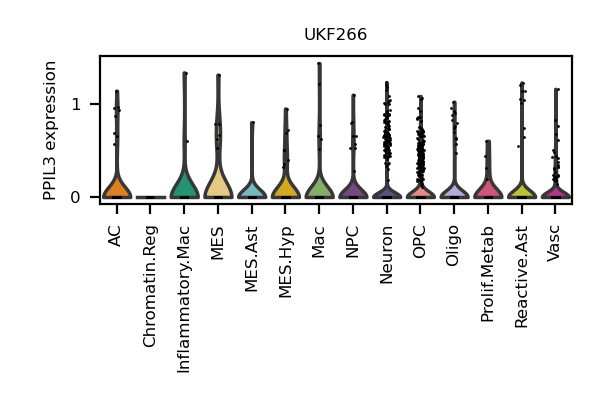 UKF266
PPIL3 expression
1
0
AC
Chromatin.Reg
Inflammatory.Mac
MES
MES.Ast
MES.Hyp
Mac
NPC
Neuron
OPC
Oligo
Prolif.Metab
Reactive.Ast
Vasc